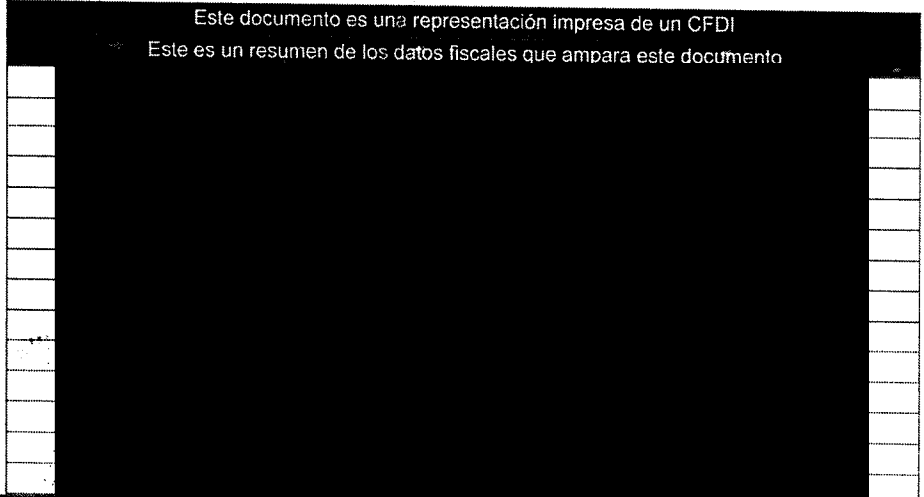 Este documento es una representación impresa de un CFDI
Este es un resumen de los datos fiscales que ampara este documento